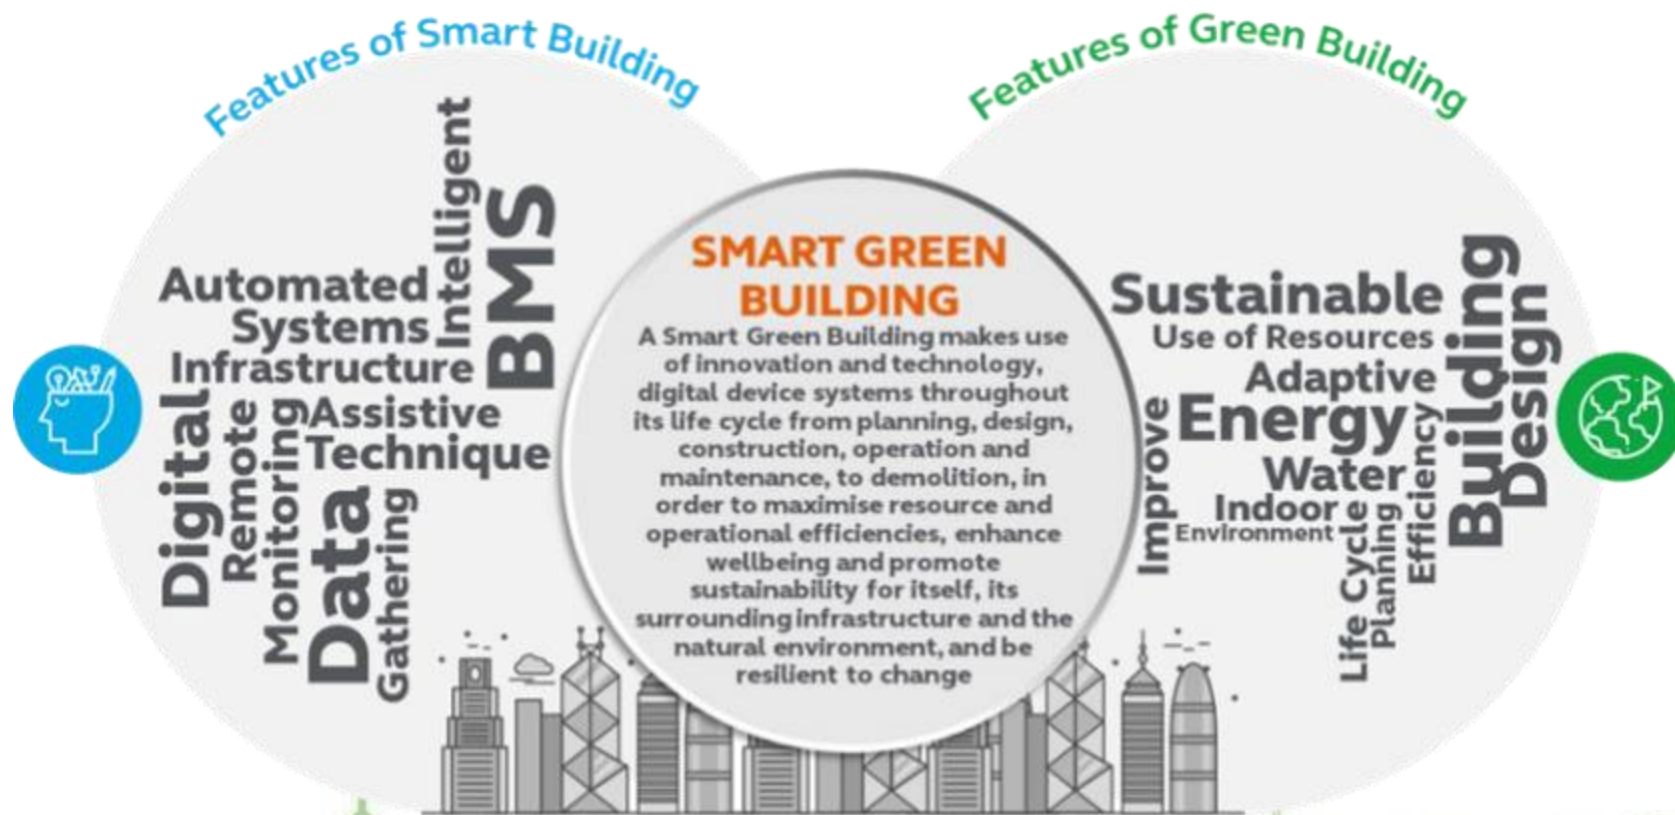 Features of Smart Building
Intelligent
BMS
Automated
Systems
Infrastructure
Digital
Remote
Monitoring
Assistive
Technique
Data
Gathering
SMART GREEN
BUILDING
A Smart Green Building makes use
of innovation and technology,
digital device systems throughout
its life cycle from planning, design,
construction, operation and
maintenance, to demolition, in
order to maximise resource and
operational efficiencies, enhance
wellbeing and promote
sustainability for itself, its
surrounding infrastructure and the
natural environment, and be
resilient to change
Features of Green Building
Sustainable
Use of Resources
Adaptive
Improve
Energy
Water
Indoor
Environment
Life Cycle
Planning
Efficiency
Building
Design